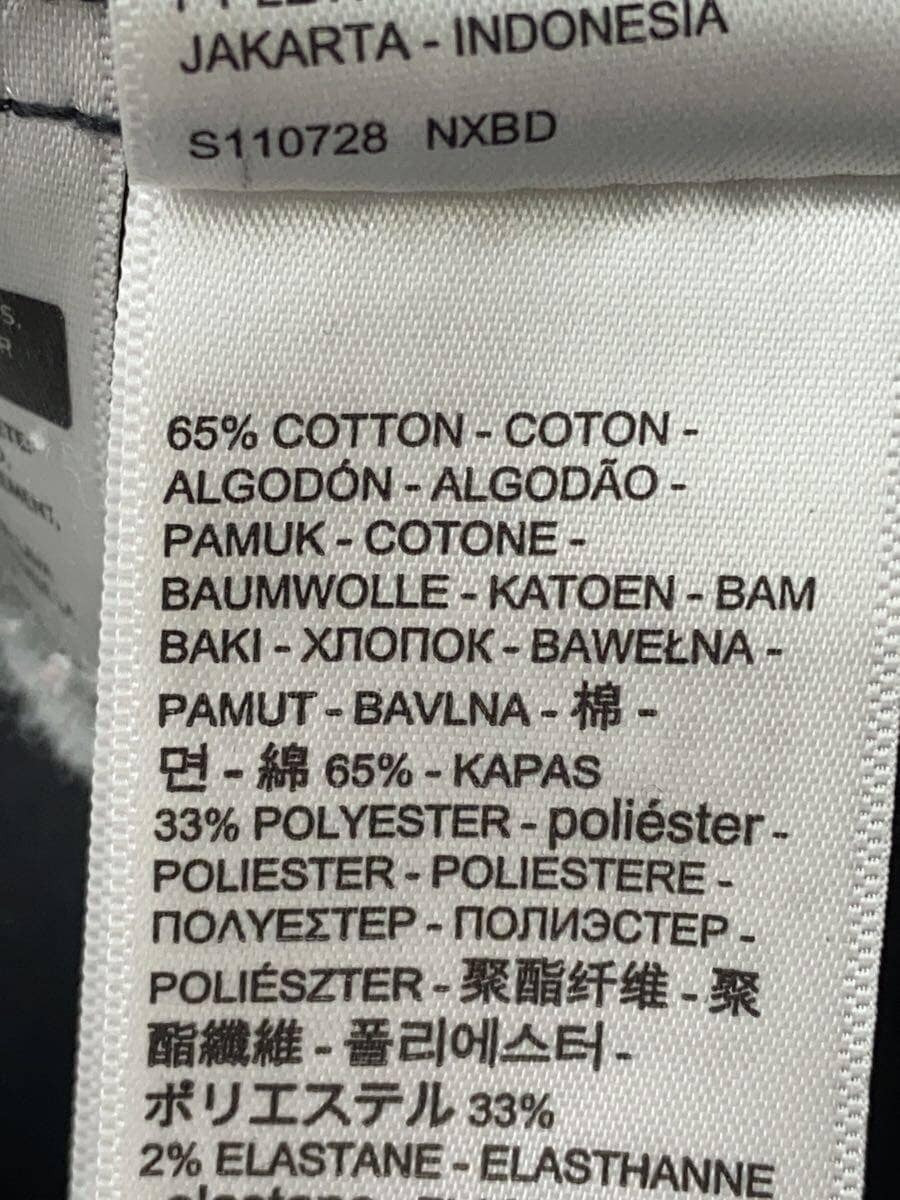 JAKARTA - INDONESIA
S110728 NXBD
65% COTTON - COTON -
ALGODÓN - ALGODÃO -
PAMUK - COTONE -
BAUMWOLLE - KATOEN - BAM
BAKI - ХЛОПОК - BAWEŁNA -
PAMUT - BAVLNA - 棉 -
면 - 綿 65% - KAPAS
33% POLYESTER - poliéster -
POLIESTER - POLIESTERE -
ΠΟΛΥΕΣΤΕΡ - ПОЛИЭСТЕР -
POLIÉSZTER - 聚酯纤维 - 聚
酯纖維 - 폴리에스터 -
ポリエステル 33%
2% ELASTANE - ELASTHANNE